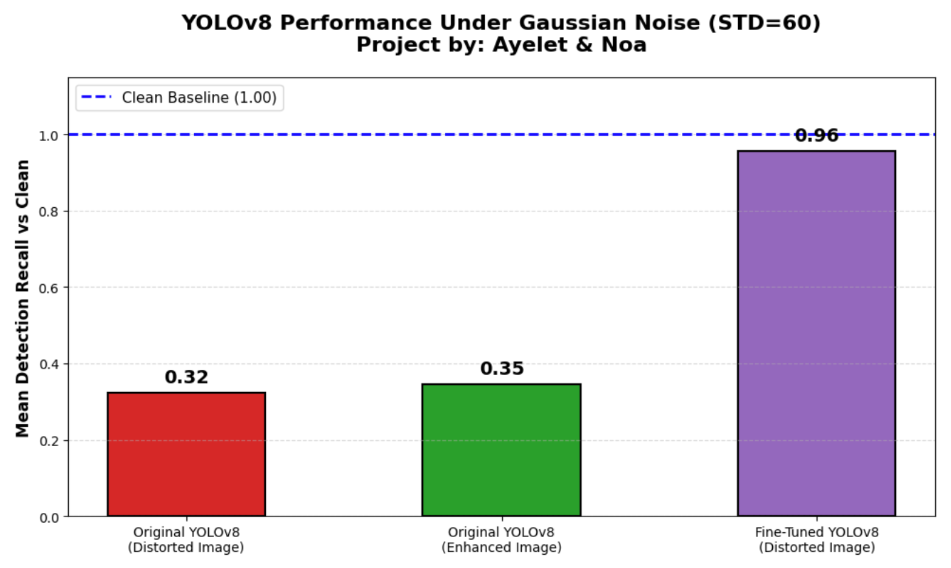 YOLOv8 Performance Under Gaussian Noise (STD=60)
Project by: Ayelet & Noa
Clean Baseline (1.00)
Mean Detection Recall vs Clean
1.0
0.8
0.6
0.4
0.2
0.0
0.32
0.35
0.96
Original YOLOv8
(Distorted Image)
Original YOLOv8
(Enhanced Image)
Fine-Tuned YOLOv8
(Distorted Image)